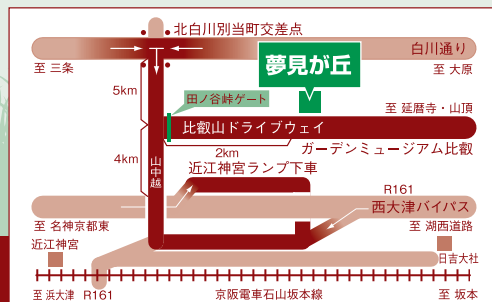 北白川別当町交差点
白川通り
至 三条
至 大原
夢見が丘
5km
田ノ谷峠ゲート
至 延暦寺・山頂
比叡山ドライブウェイ
ガーデンミュージアム比叡
2km
4km
山中越
近江神宮ランプ下車
R161
西大津バイパス
至 名神京都東
至 湖西道路
近江神宮
日吉大社
至 浜大津
R161
京阪電車石山坂本線
至 坂本